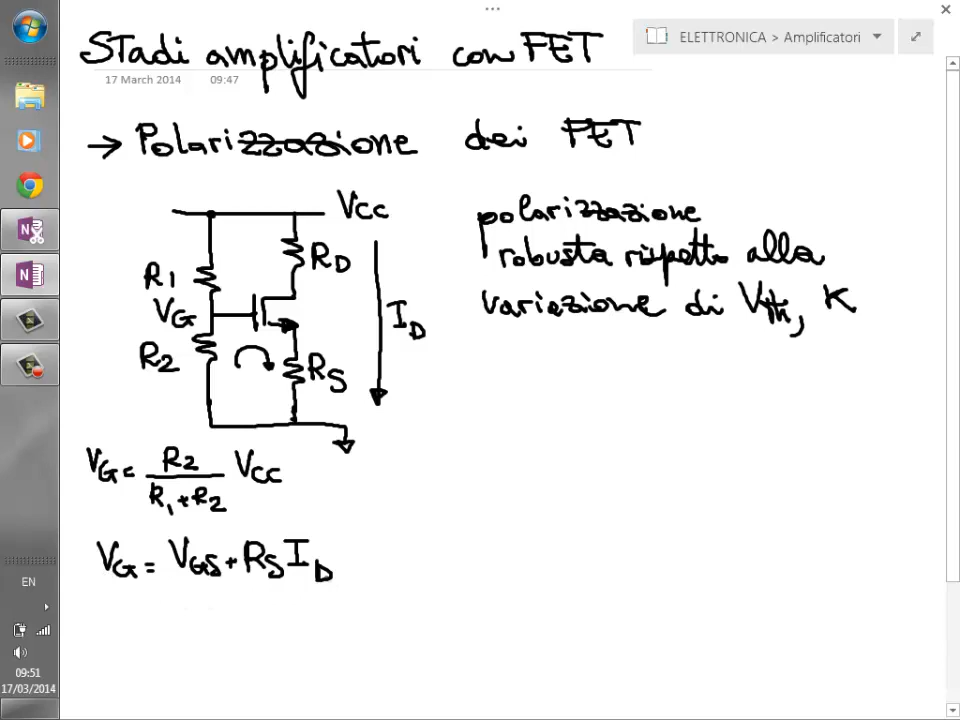 Stadi amplificatori con FET
ELETTRONICA > Amplificatori
17 March 2014 09:47
→ Polarizzazione dei FET
VCC
R1
RD
VG
ID
R2
RS
polarizzazione
robusta rispetto alla
variazione di Vth, K
VG = R2 / (R1 + R2) VCC
VG = VGS + RS ID
EN
09:51
17/03/2014